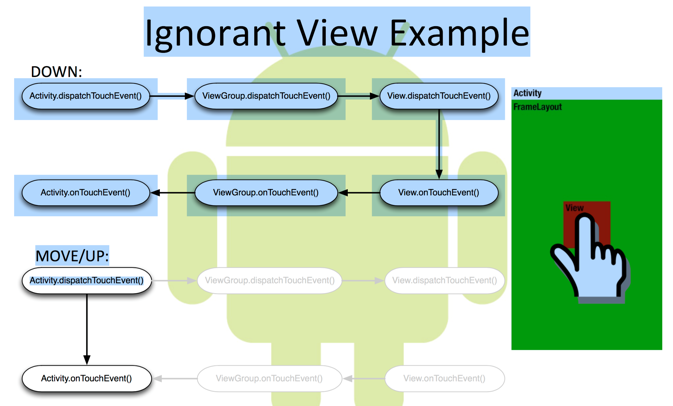 Ignorant View Example
DOWN:
Activity.dispatchTouchEvent() ViewGroup.dispatchTouchEvent() View.dispatchTouchEvent()
Activity.onTouchEvent() ViewGroup.onTouchEvent() View.onTouchEvent()
MOVE/UP:
Activity.dispatchTouchEvent() ViewGroup.dispatchTouchEvent() View.dispatchTouchEvent()
Activity.onTouchEvent() ViewGroup.onTouchEvent() View.onTouchEvent()
Activity
FrameLayout
View